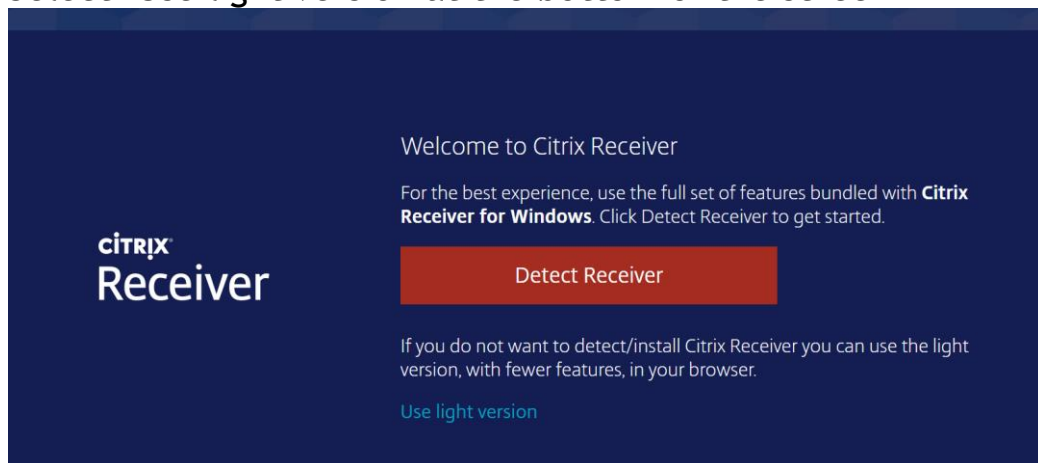 Welcome to Citrix Receiver
For the best experience, use the full set of features bundled with Citrix
Receiver for Windows. Click Detect Receiver to get started.
CITRIX
Receiver
Detect Receiver
If you do not want to detect/install Citrix Receiver you can use the light
version, with fewer features, in your browser.
Use light version